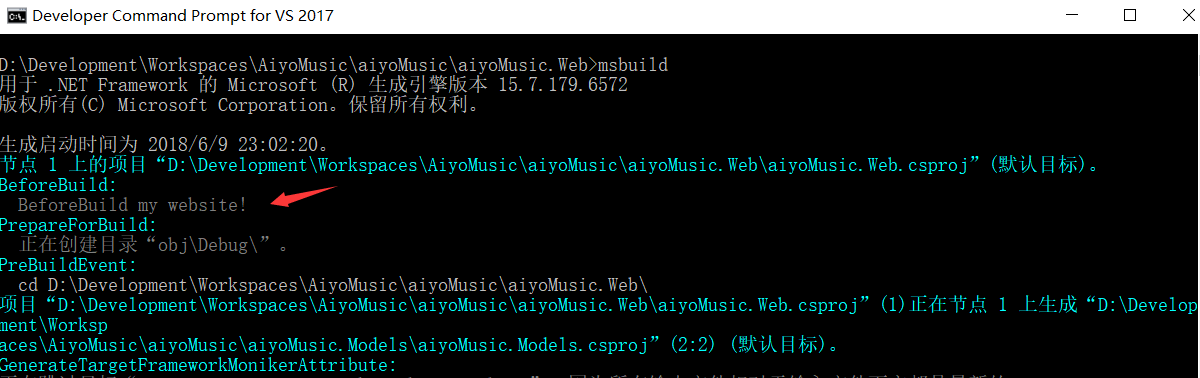 Developer Command Prompt for VS 2017
D:\Development\Workspaces\AiyoMusic\aiyoMusic\aiyoMusic.Web>msbuild
用于 .NET Framework 的 Microsoft (R) 生成引擎版本 15.7.179.6572
版权所有(C) Microsoft Corporation。保留所有权利。
生成启动时间为 2018/6/9 23:02:20。
节点 1 上的项目“D:\Development\Workspaces\AiyoMusic\aiyoMusic\aiyoMusic.Web\aiyoMusic.Web.csproj”(默认目标)。
BeforeBuild:
BeforeBuild my website!
PrepareForBuild:
正在创建目录“obj\Debug\”。
PreBuildEvent:
cd D:\Development\Workspaces\AiyoMusic\aiyoMusic\aiyoMusic.Web\
项目“D:\Development\Workspaces\AiyoMusic\aiyoMusic\aiyoMusic.Web\aiyoMusic.Web.csproj”(1)正在节点 1 上生成“D:\Develop
ment\Worksp
aces\AiyoMusic\aiyoMusic\aiyoMusic.Models\aiyoMusic.Models.csproj”(2:2) (默认目标)。
GenerateTargetFrameworkMonikerAttribute: